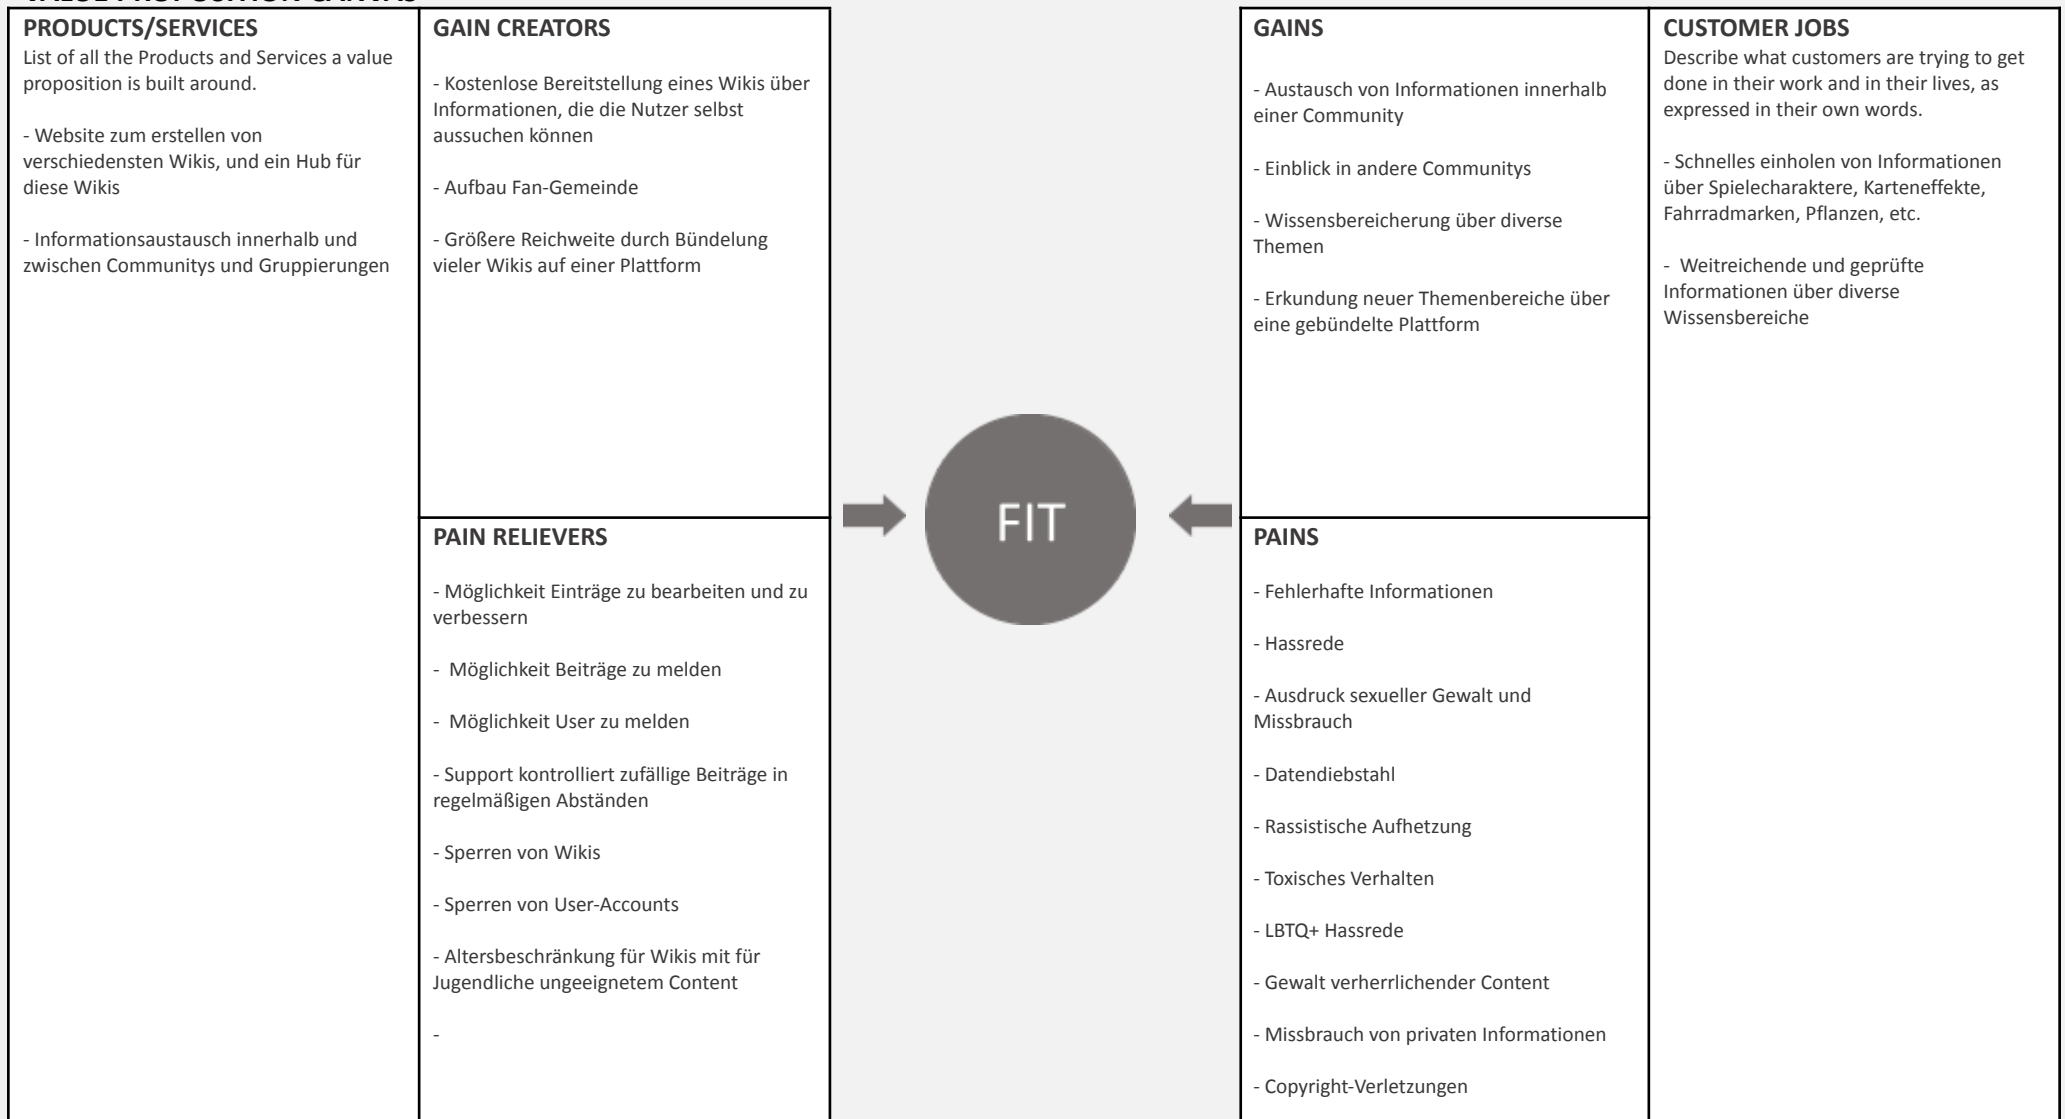 PRODUCTS/SERVICES
List of all the Products and Services a value
proposition is built around.
- Website zum erstellen von
verschiedensten Wikis, und ein Hub für
diese Wikis
- Informationsaustausch innerhalb und
zwischen Communitys und Gruppierungen
GAIN CREATORS
- Kostenlose Bereitstellung eines Wikis über
Informationen, die die Nutzer selbst
aussuchen können
- Aufbau Fan-Gemeinde
- Größere Reichweite durch Bündelung
vieler Wikis auf einer Plattform
PAIN RELIEVERS
- Möglichkeit Einträge zu bearbeiten und zu
verbessern
-  Möglichkeit Beiträge zu melden
-  Möglichkeit User zu melden
- Support kontrolliert zufällige Beiträge in
regelmäßigen Abständen
- Sperren von Wikis
- Sperren von User-Accounts
- Altersbeschränkung für Wikis mit für
Jugendliche ungeeignetem Content
-
FIT
GAINS
- Austausch von Informationen innerhalb
einer Community
- Einblick in andere Communitys
- Wissensbereicherung über diverse
Themen
- Erkundung neuer Themenbereiche über
eine gebündelte Plattform
PAINS
- Fehlerhafte Informationen
- Hassrede
- Ausdruck sexueller Gewalt und
Missbrauch
- Datendiebstahl
- Rassistische Aufhetzung
- Toxisches Verhalten
- LBTQ+ Hassrede
- Gewalt verherrlichender Content
- Missbrauch von privaten Informationen
- Copyright-Verletzungen
CUSTOMER JOBS
Describe what customers are trying to get
done in their work and in their lives, as
expressed in their own words.
- Schnelles einholen von Informationen
über Spielecharaktere, Karteneffekte,
Fahrradmarken, Pflanzen, etc.
-  Weitreichende und geprüfte
Informationen über diverse
Wissensbereiche